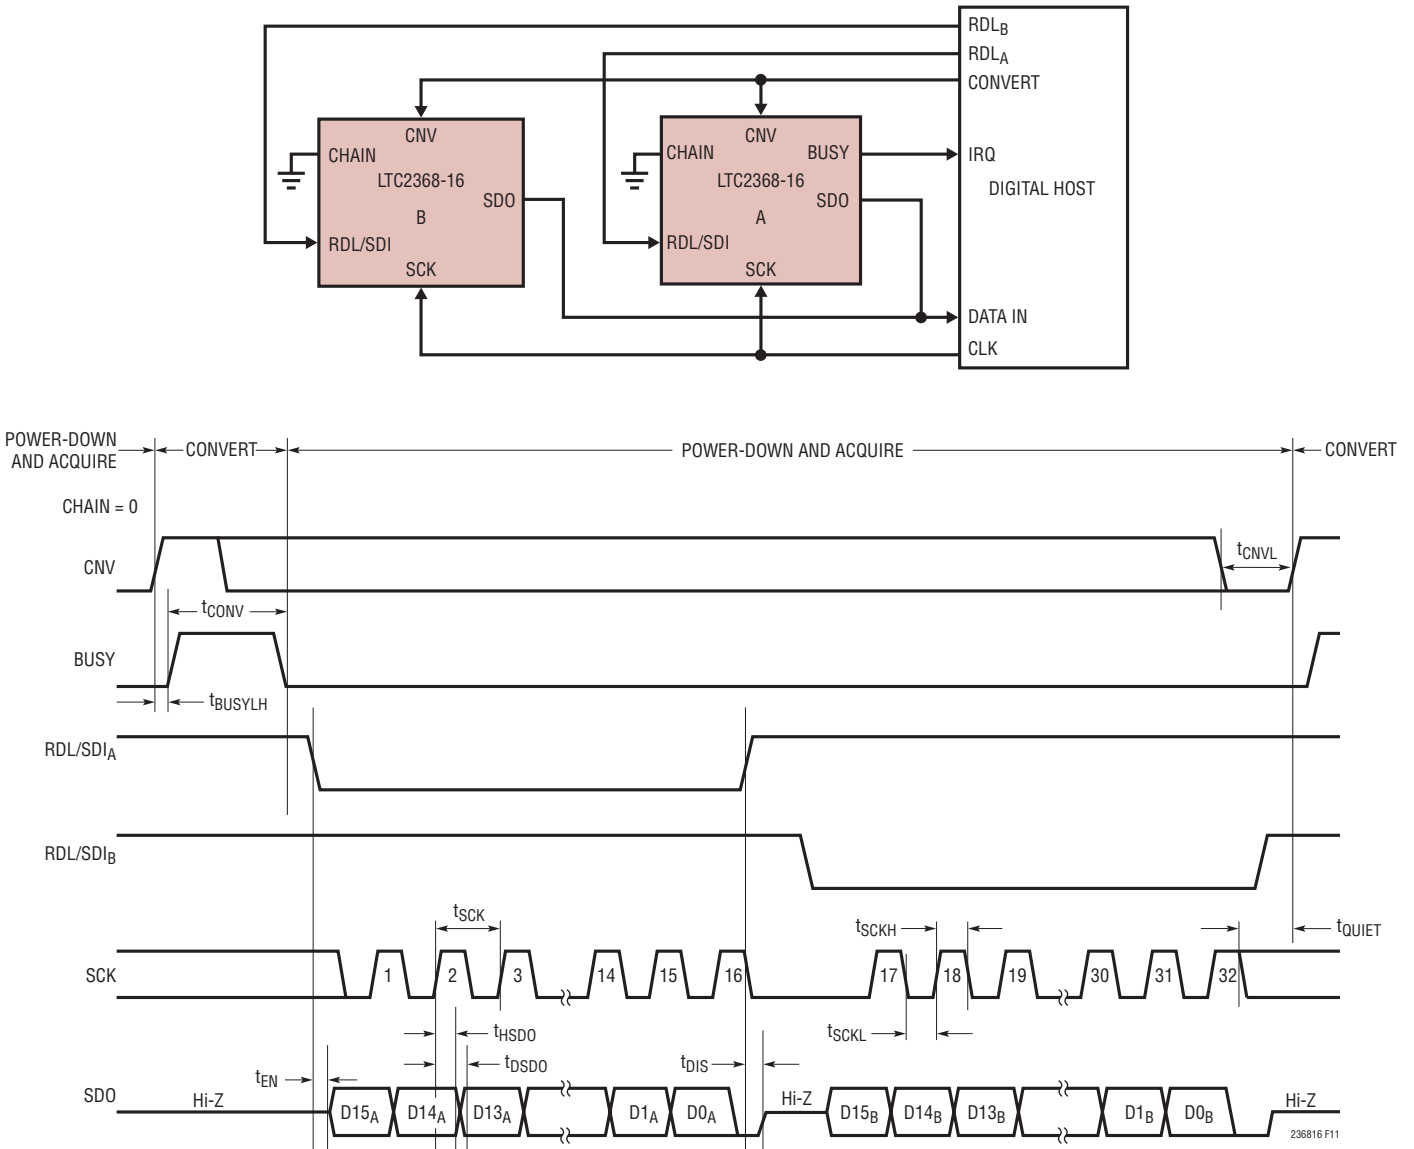 RDLB
RDLA
CONVERT
CNV
CNV
CHAIN
CHAIN
BUSY
IRQ
LTC2368-16
LTC2368-16
DIGITAL HOST
SDO
SDO
B
A
RDL/SDI
RDL/SDI
SCK
SCK
DATA IN
CLK
POWER-DOWN
AND ACQUIRE
CONVERT
POWER-DOWN AND ACQUIRE
CONVERT
CHAIN = 0
CNV
tCNVL
tCONV
BUSY
tBUSYLH
RDL/SDIA
RDL/SDIB
tSCK
tSCKH
tQUIET
SCK
1 2 3 14 15 16 17 18 19 30 31 32
tHSDO
tSCKL
tDSDO
tDIS
tEN
SDO
Hi-Z
D15A D14A D13A D1A D0A
Hi-Z
D15B D14B D13B D1B D0B
Hi-Z
236816 F11